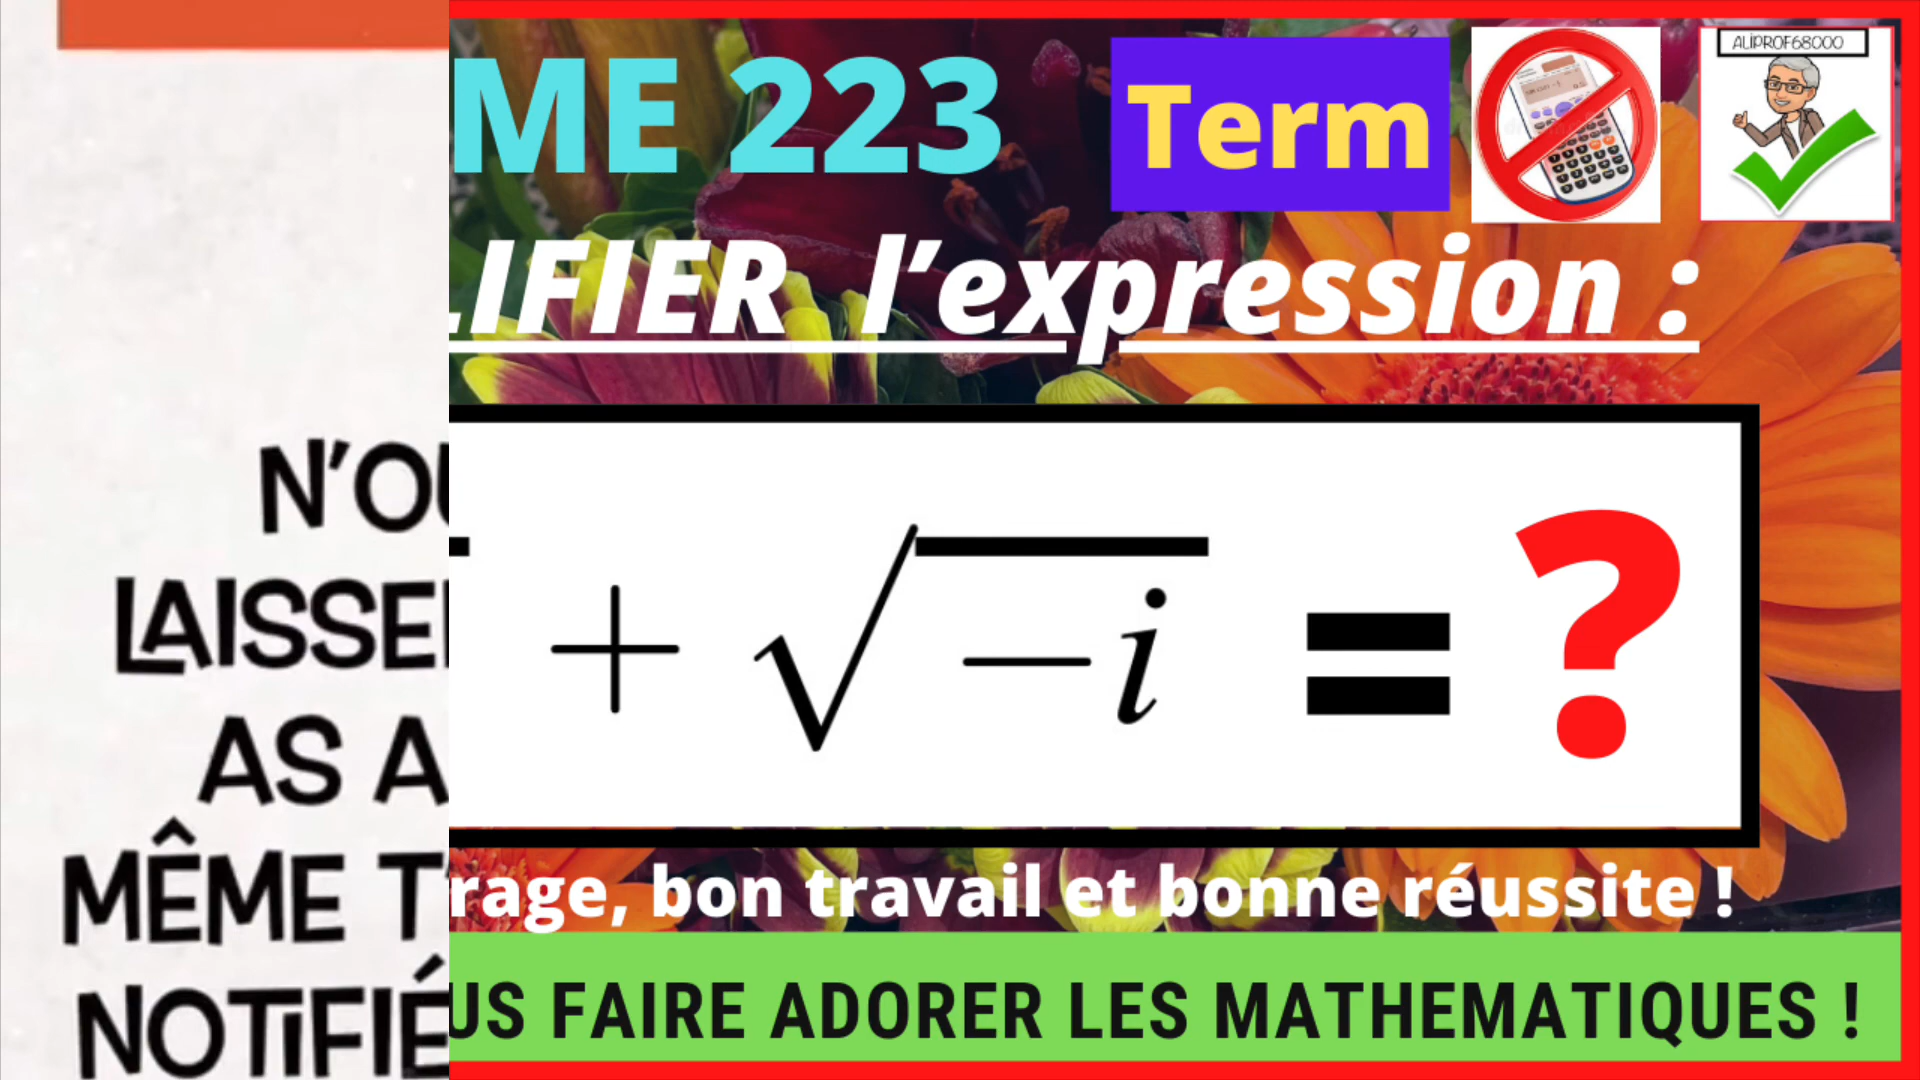 ME 223
Term
ALIPROF68000
LIFIER l'expression :
+ √-i = ?
rage, bon travail et bonne réussite !
US FAIRE ADORER LES MATHEMATIQUES !
N'OU
LAISSE
AS A
MÊME T
NOTIFIÉ